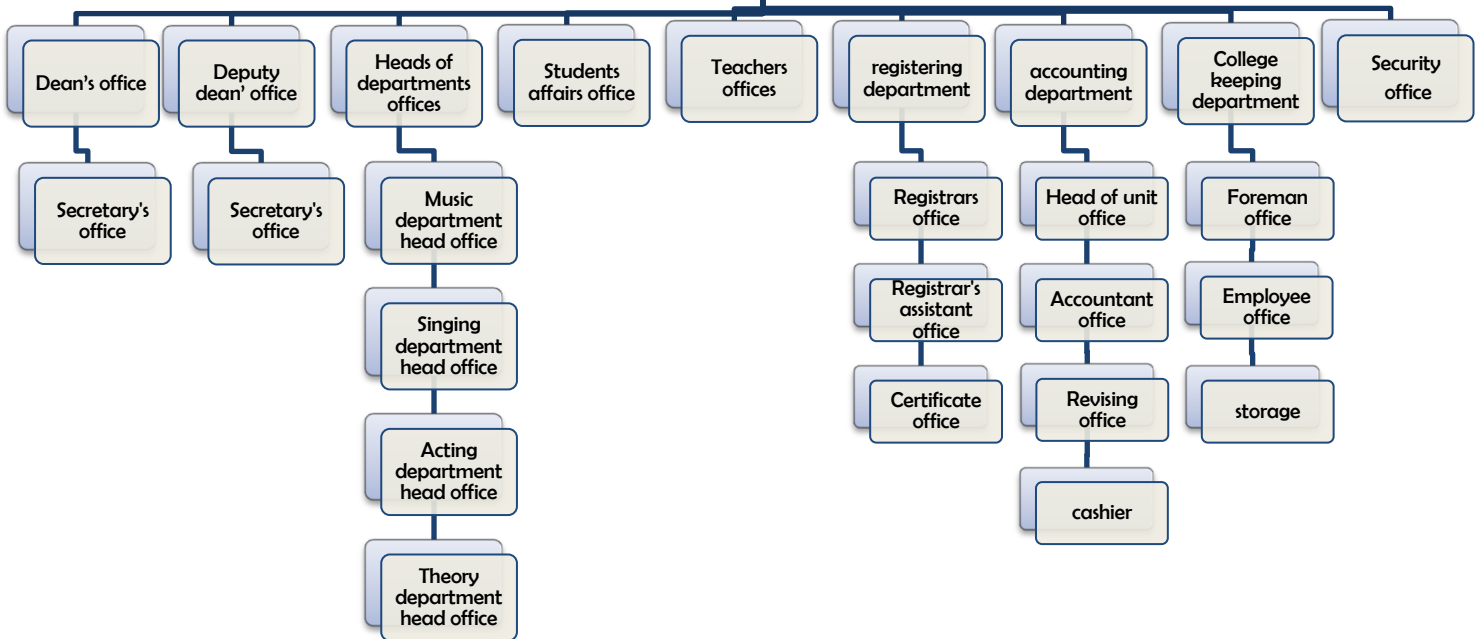 Dean's office
Deputy
dean' office
Heads of
departments
offices
Students
affairs office
Teachers
offices
registering
department
accounting
department
College
keeping
department
Security
office
Secretary's
office
Secretary's
office
Music
department
head office
Singing
department
head office
Acting
department
head office
Theory
department
head office
Registrars
office
Registrar's
assistant
office
Certificate
office
Head of unit
office
Accountant
office
Revising
office
cashier
Foreman
office
Employee
office
storage